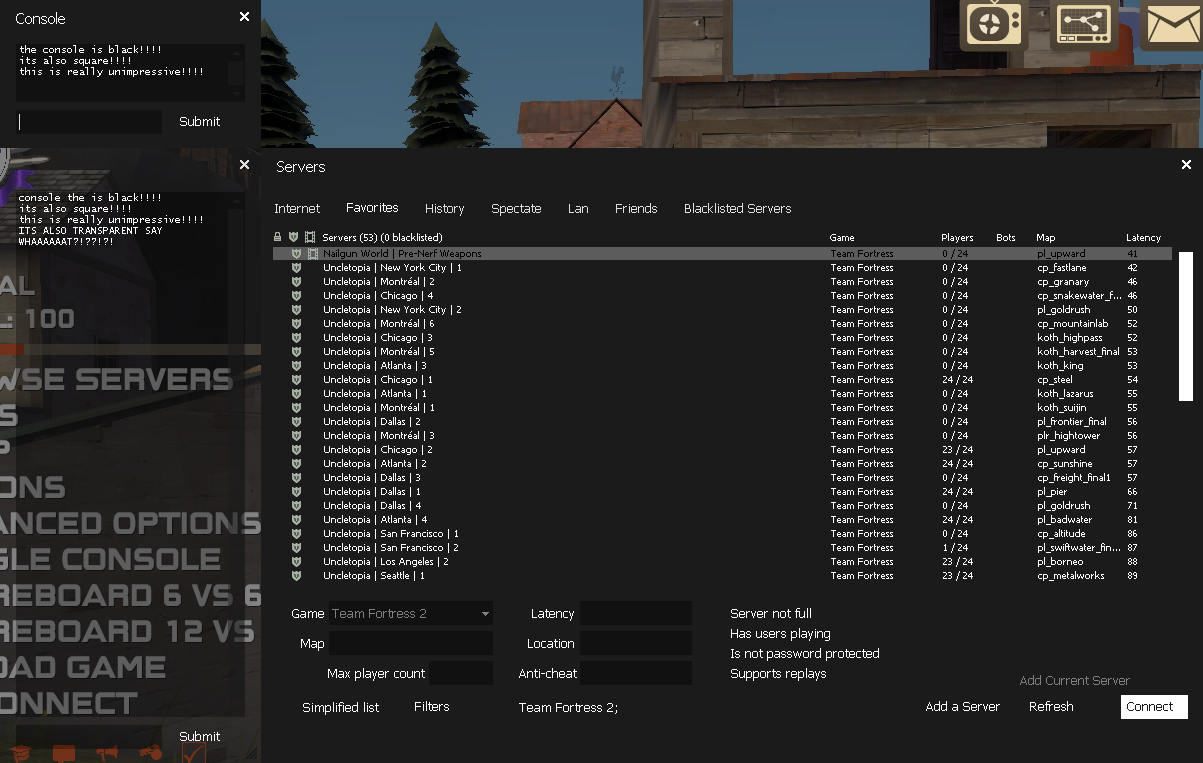 Console
the console is black!!!!
its also square!!!!
this is really unimpressive!!!!
Submit
console the is black!!!!
its also square!!!!
this is really unimpressive!!!!
ITS ALSO TRANSPARENT SAY
WHAAAAAAT?!??!?!
AL
: 100
WSE SERVERS
S
P
ONS
ANCED OPTIONS
GLE CONSOLE
REBOARD 6 VS 6
REBOARD 12 VS
OAD GAME
ONNECT
Submit
Servers
Internet Favorites History Spectate Lan Friends Blacklisted Servers
Servers (53) (0 blacklisted) Game Players Bots Map Latency
Nailgun World | Pre-Nerf Weapons Team Fortress 0 / 24 pl_upward 41
Uncletopia | New York City | 1 Team Fortress 0 / 24 cp_fastlane 42
Uncletopia | Montréal | 2 Team Fortress 0 / 24 cp_granary 46
Uncletopia | Chicago | 4 Team Fortress 0 / 24 cp_snakewater_f... 46
Uncletopia | New York City | 2 Team Fortress 0 / 24 pl_goldrush 50
Uncletopia | Montréal | 6 Team Fortress 0 / 24 cp_mountainlab 52
Uncletopia | Chicago | 3 Team Fortress 0 / 24 koth_highpass 52
Uncletopia | Montréal | 5 Team Fortress 0 / 24 koth_harvest_final 53
Uncletopia | Atlanta | 3 Team Fortress 0 / 24 koth_king 53
Uncletopia | Chicago | 1 Team Fortress 24 / 24 cp_steel 54
Uncletopia | Atlanta | 1 Team Fortress 0 / 24 koth_lazarus 55
Uncletopia | Montréal | 1 Team Fortress 0 / 24 koth_suijin 55
Uncletopia | Dallas | 2 Team Fortress 0 / 24 pl_frontier_final 56
Uncletopia | Montréal | 3 Team Fortress 0 / 24 plr_hightower 56
Uncletopia | Chicago | 2 Team Fortress 23 / 24 pl_upward 57
Uncletopia | Atlanta | 2 Team Fortress 24 / 24 cp_sunshine 57
Uncletopia | Dallas | 3 Team Fortress 0 / 24 cp_freight_final1 57
Uncletopia | Dallas | 1 Team Fortress 24 / 24 pl_pier 66
Uncletopia | Dallas | 4 Team Fortress 0 / 24 pl_goldrush 71
Uncletopia | Atlanta | 4 Team Fortress 24 / 24 pl_badwater 81
Uncletopia | San Francisco | 1 Team Fortress 0 / 24 cp_altitude 86
Uncletopia | San Francisco | 2 Team Fortress 1 / 24 pl_swiftwater_fin... 87
Uncletopia | Los Angeles | 2 Team Fortress 23 / 24 pl_borneo 88
Uncletopia | Seattle | 1 Team Fortress 23 / 24 cp_metalworks 89
Game Team Fortress 2 Latency Server not full
Has users playing
Map Location Is not password protected
Max player count Anti-cheat Supports replays
Add Current Server
Simplified list Filters Team Fortress 2; Add a Server Refresh Connect